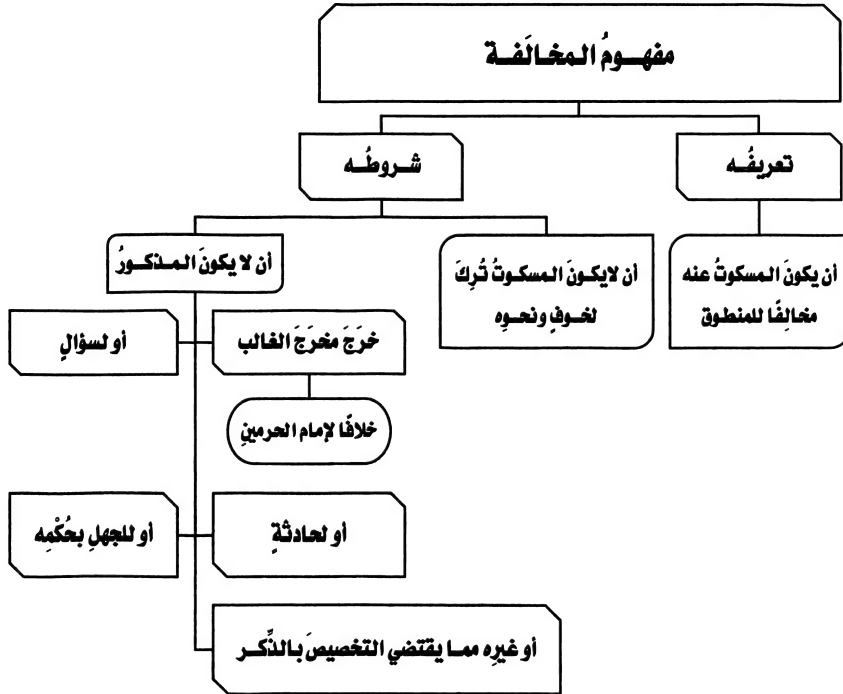 مفهومُ المخالَفة
تعريفُه
شروطُه
أن يكونَ المسكوتُ عنه
مخالِفًا للمنطوق
أن لايكونَ المسكوتُ تُرِكَ
لخوفٍ ونحوِه
أن لا يكونَ المذكورُ
خرَجَ مخرَجَ الغالب
أو لسؤالٍ
خلافًا لإمام الحرمينِ
أو لحادثةٍ
أو للجهلِ بحُكْمِه
أو غيرِه مما يقتضي التخصيصَ بالذِّكر